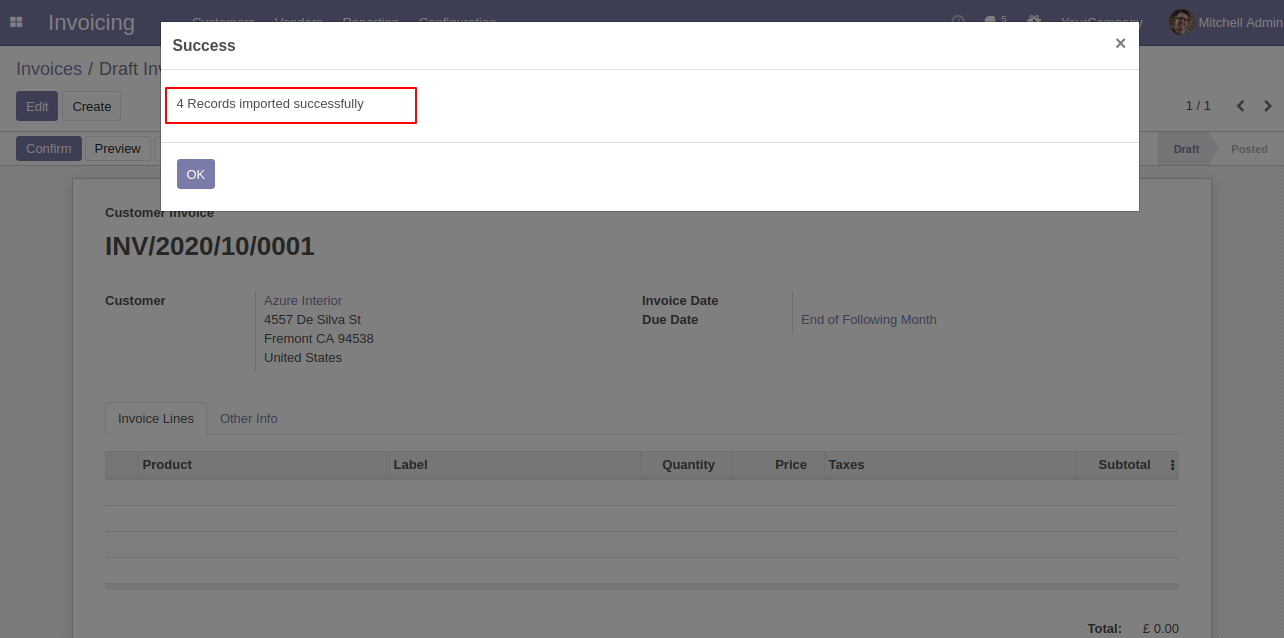 Invoicing
Customers Vendors Reporting Configuration
5
YourCompany
Mitchell Admin
Success
×
Invoices / Draft Inv
4 Records imported successfully
Edit Create
1 / 1
Confirm Preview
Draft Posted
OK
Customer Invoice
INV/2020/10/0001
Customer
Azure Interior
4557 De Silva St
Fremont CA 94538
United States
Invoice Date
Due Date End of Following Month
Invoice Lines Other Info
Product Label Quantity Price Taxes Subtotal
Total: £ 0.00